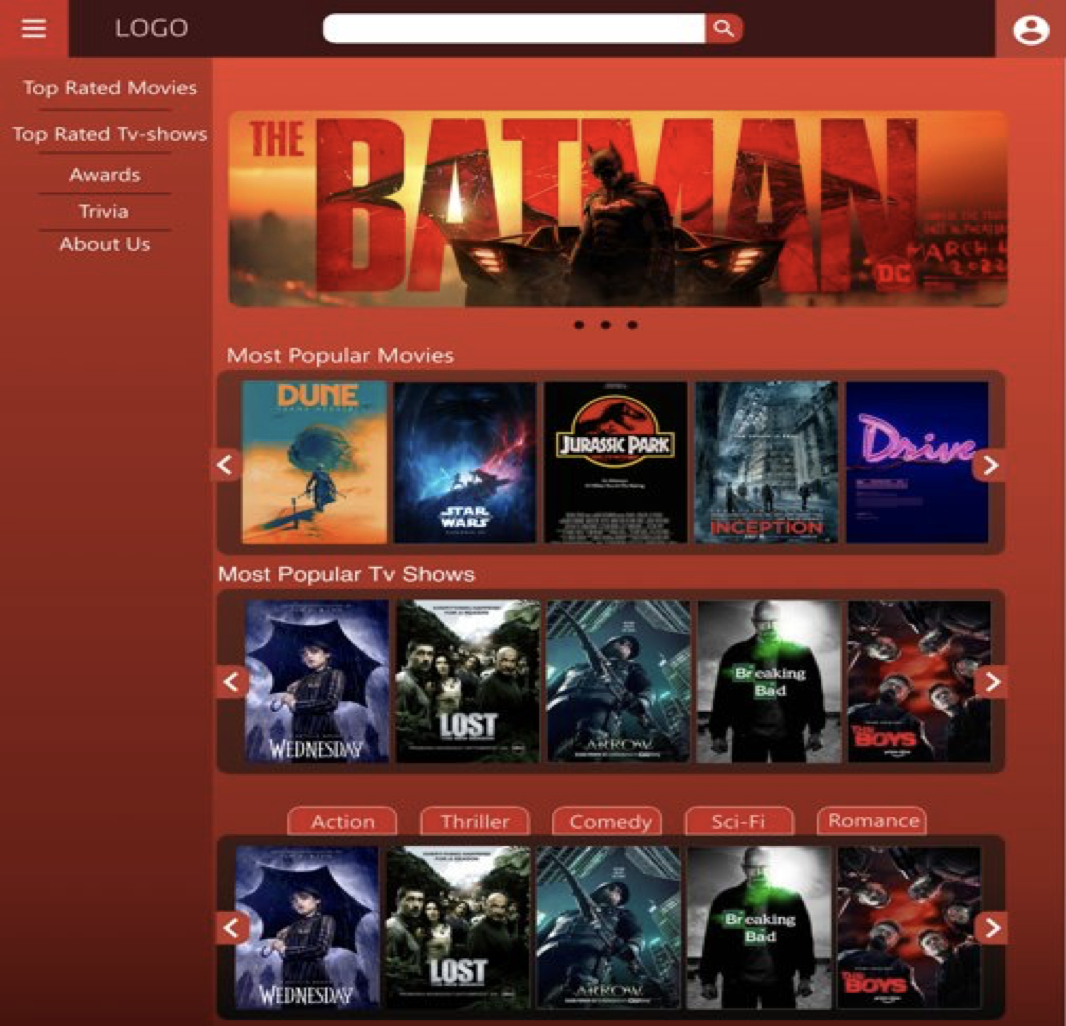 LOGO
Top Rated Movies
Top Rated Tv-shows
Awards
Trivia
About Us
THE
BATMAN
MARCH 4
2022
DC
Most Popular Movies
DUNE
STAR
WARS
JURASSIC PARK
INCEPTION
Drive
Most Popular Tv Shows
WEDNESDAY
LOST
ARROW
Breaking
Bad
THE
BOYS
Action
Thriller
Comedy
Sci-Fi
Romance
WEDNESDAY
LOST
ARROW
Breaking
Bad
THE
BOYS